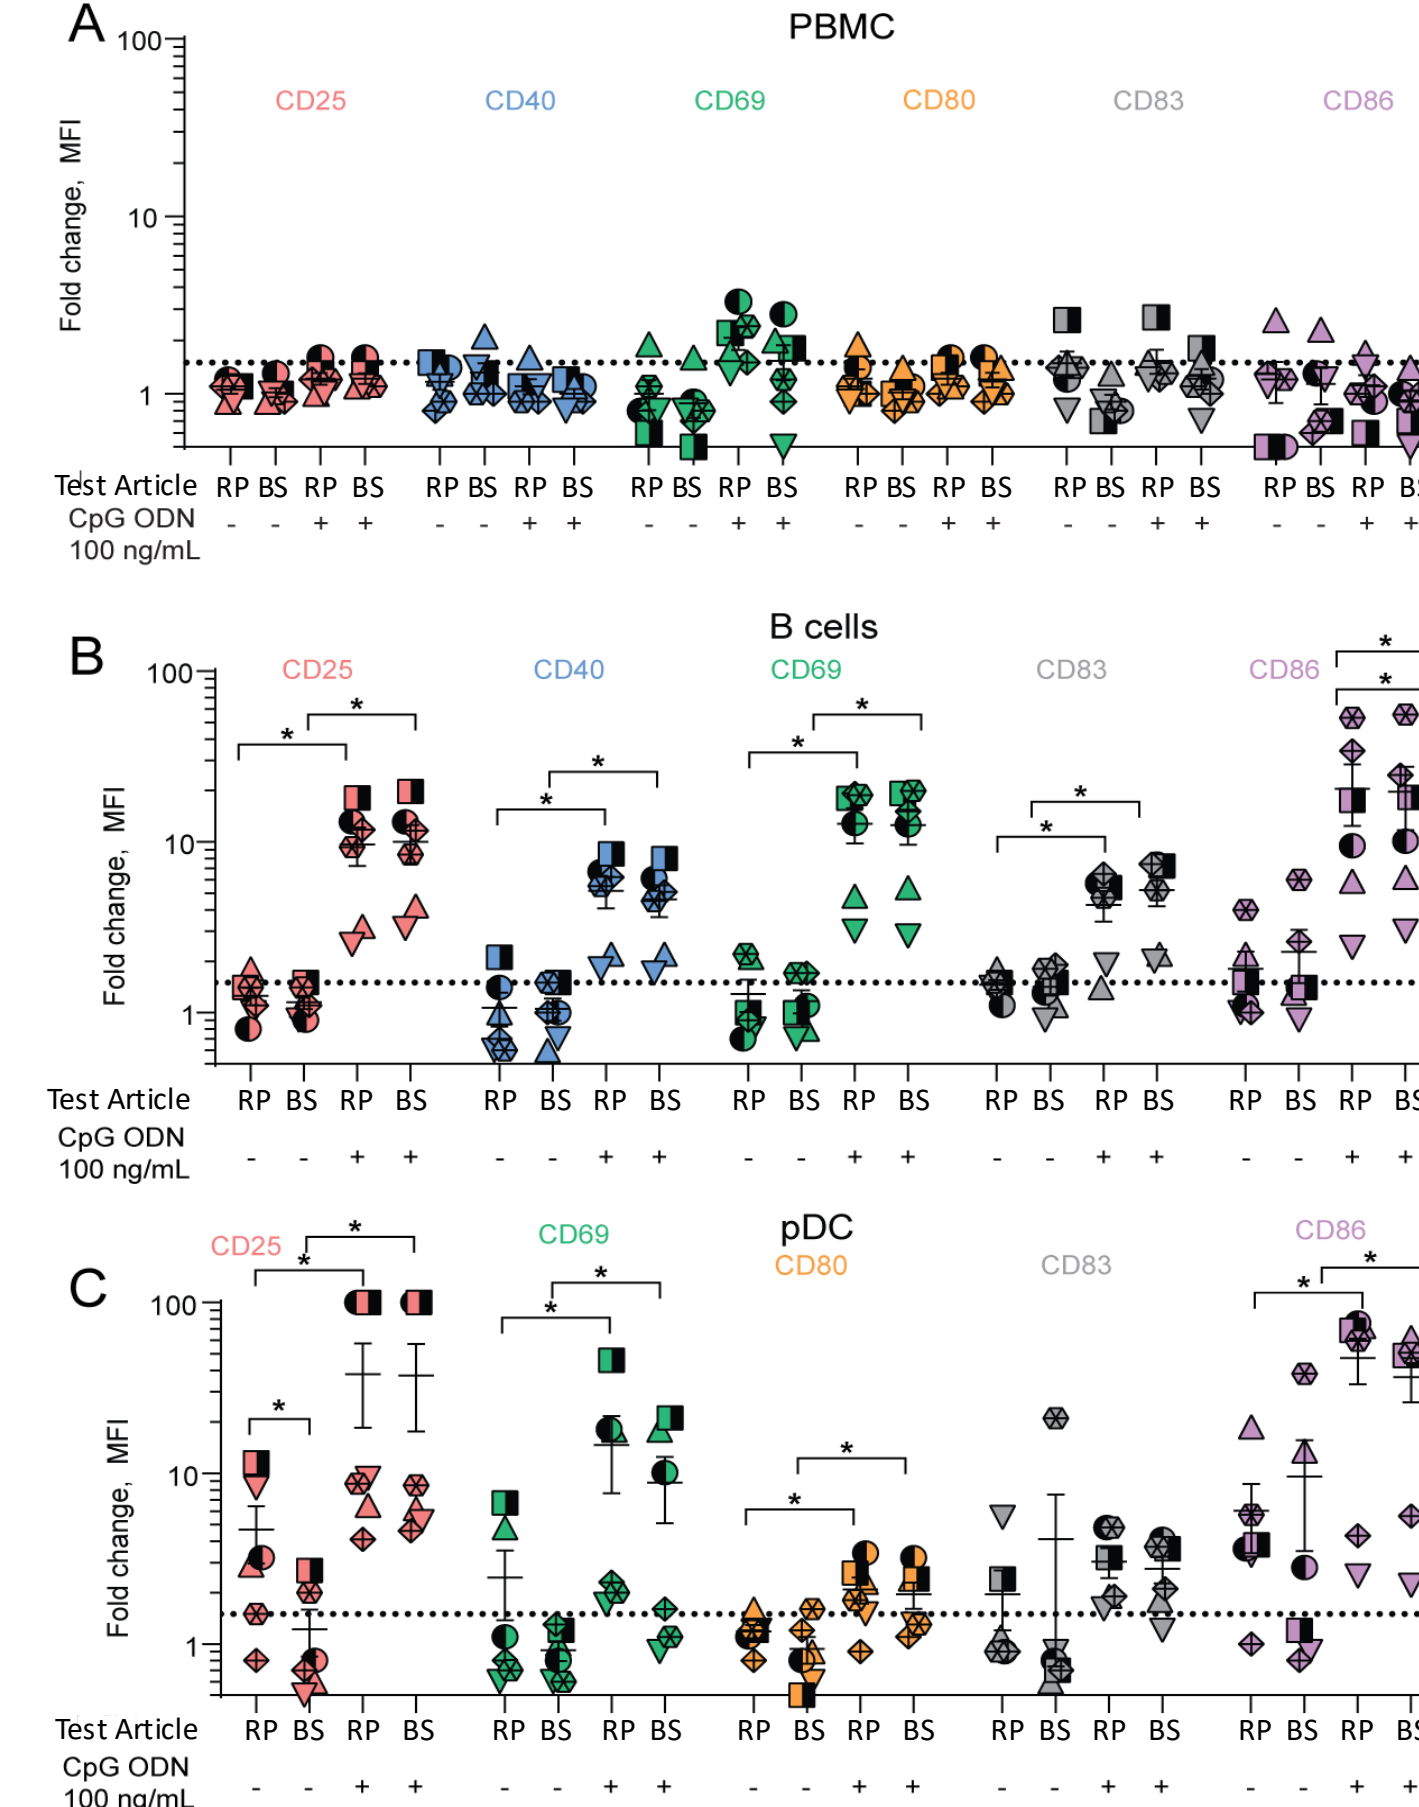 A
PBMC
100
CD25 CD40 CD69 CD80 CD83 CD86
Fold change, MFI
10
1
Test Article RP BS RP BS RP BS RP BS RP BS RP BS RP BS RP BS RP BS RP BS RP BS RP BS
CpG ODN - - + + - - + + - - + + - - + + - - + + - - + +
100 ng/mL
B
B cells
100
CD25 CD40 CD69 CD83 CD86
* * * * * * * * * *
Fold change, MFI
10
1
Test Article RP BS RP BS RP BS RP BS RP BS RP BS RP BS RP BS RP BS RP BS
CpG ODN
100 ng/mL - - + + - - + + - - + + - - + + - - + +
C
pDC
CD25 CD69 CD80 CD83 CD86
* * * * * * * * *
100
Fold change, MFI
10
1
Test Article RP BS RP BS RP BS RP BS RP BS RP BS RP BS RP BS RP BS RP BS
CpG ODN - - + + - - + + - - + + - - + + - - + +
100 ng/mL